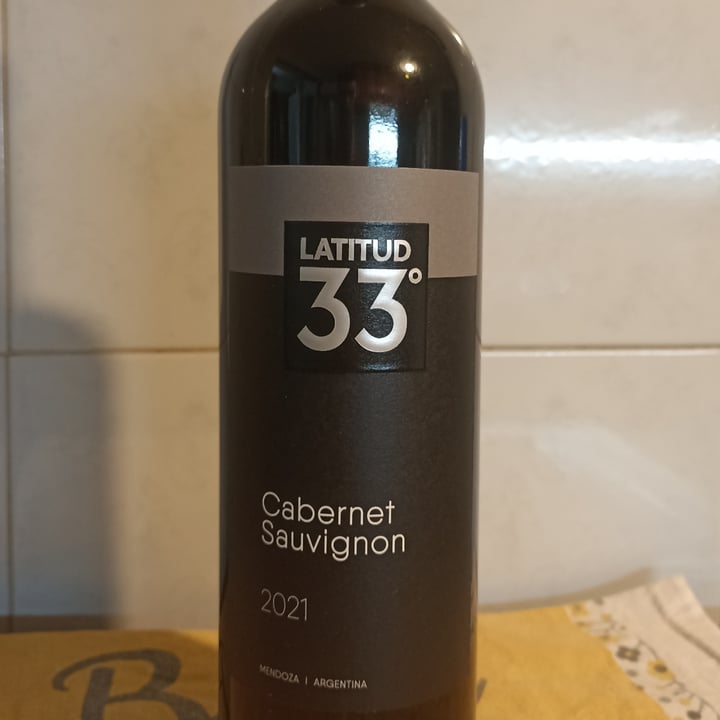 LATITUD
33°
Cabernet
Sauvignon
2021
MENDOZA | ARGENTINA